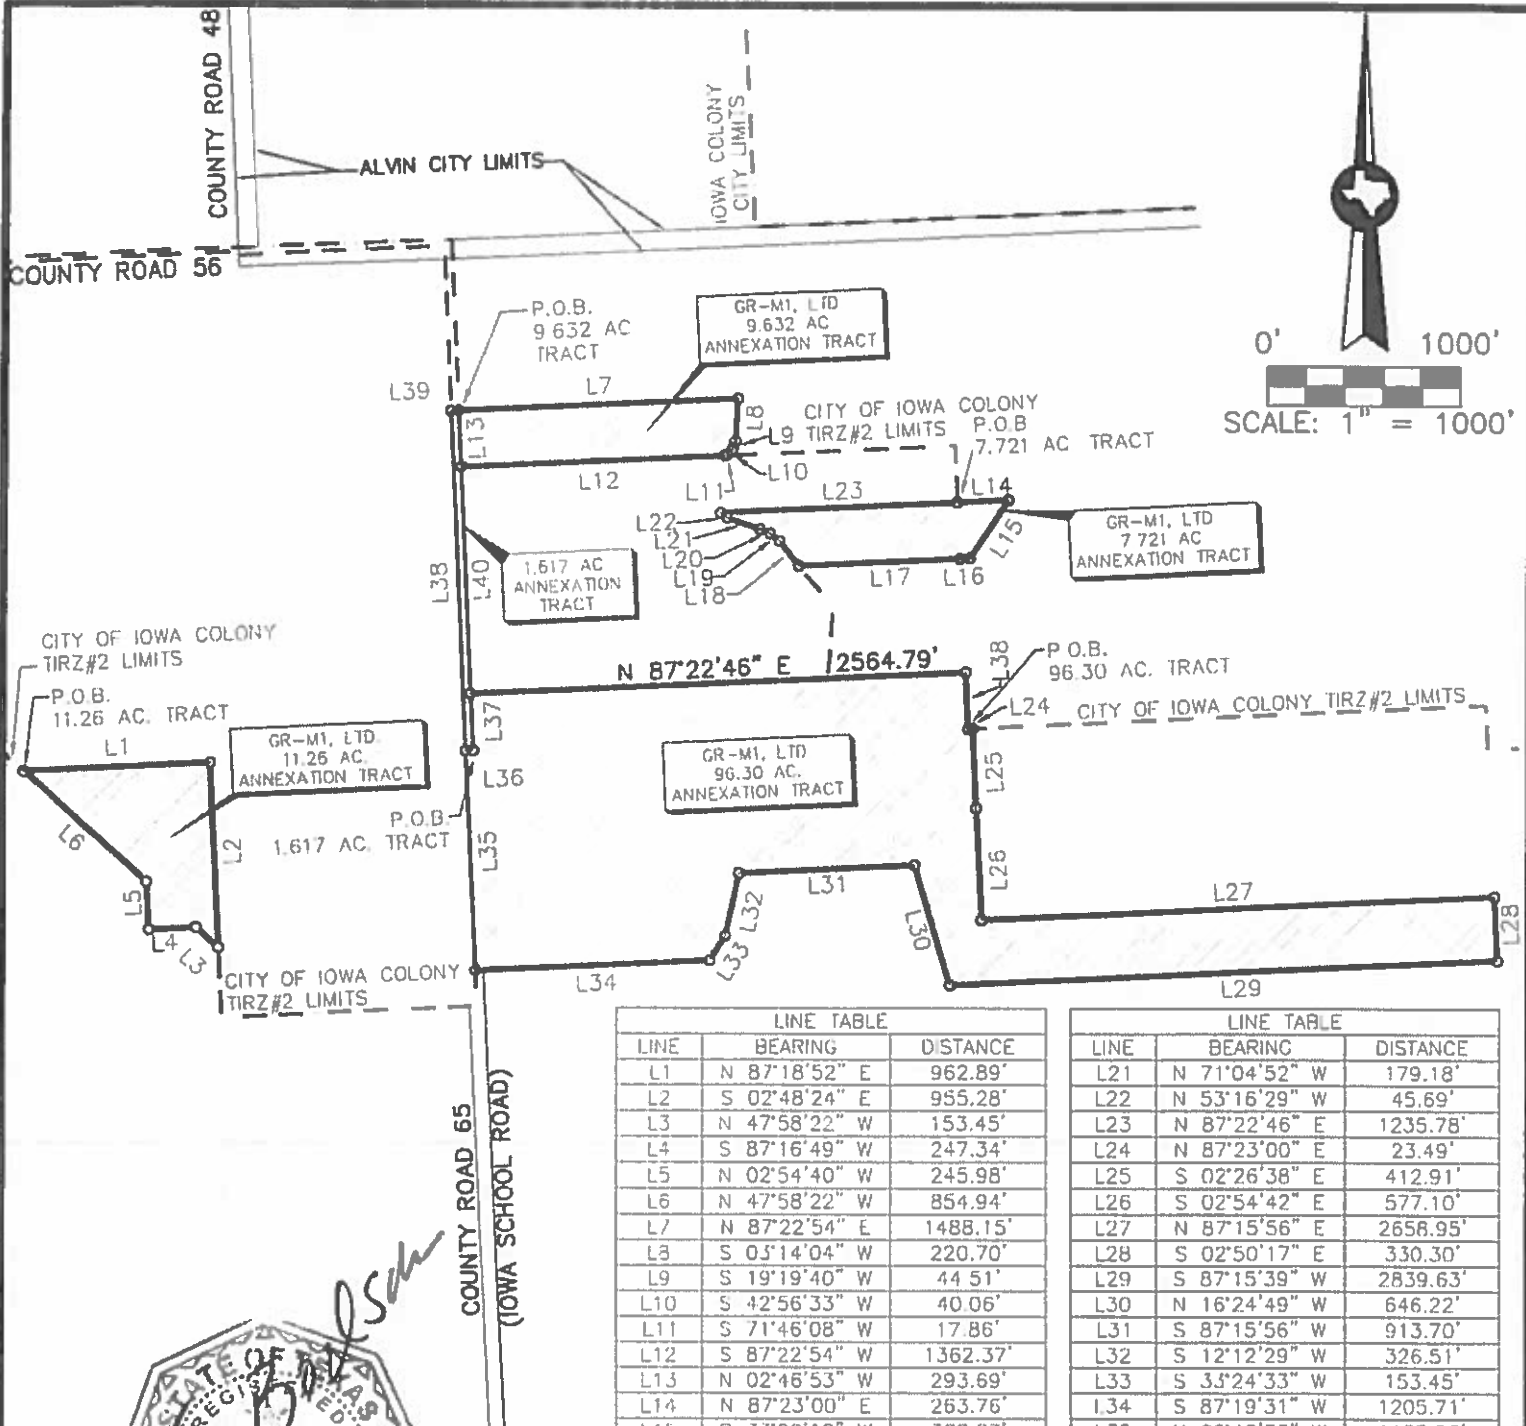 COUNTY ROAD 48
ALVIN CITY LIMITS
IOWA COLONY
CITY LIMITS
COUNTY ROAD 56
0' 1000'
SCALE: 1" = 1000'
P.O.B.
9.632 AC
TRACT
GR-M1, LTD
9.632 AC
ANNEXATION TRACT
L39
L7
L8
L13
L9
CITY OF IOWA COLONY
TIRZ#2 LIMITS
P.O.B
7.721 AC TRACT
L10
L11
L12
L23
L14
L22
L21
L20
L19
L18
L17
L16
L15
GR-M1, LTD
7.721 AC
ANNEXATION TRACT
L38
L40
1.617 AC
ANNEXATION
TRACT
CITY OF IOWA COLONY
TIRZ#2 LIMITS
P.O.B.
11.26 AC. TRACT
N 87°22'46" E 2564.79'
L38
P.O.B.
96.30 AC. TRACT
L24
CITY OF IOWA COLONY TIRZ#2 LIMITS
L1
GR-M1, LTD.
11.26 AC.
ANNEXATION TRACT
L37
L36
GR-M1, LTD
96.30 AC.
ANNEXATION TRACT
L25
P.O.B.
1.617 AC. TRACT
L6
L2
L35
L5
L4
L3
L26
L27
L28
L31
L32
L30
L33
L34
L29
CITY OF IOWA COLONY
TIRZ#2 LIMITS
COUNTY ROAD 65
(IOWA SCHOOL ROAD)
LINE TABLE
LINE BEARING DISTANCE
L1 N 87°18'52" E 962.89'
L2 S 02°48'24" E 955.28'
L3 N 47°58'22" W 153.45'
L4 S 87°16'49" W 247.34'
L5 N 02°54'40" W 245.98'
L6 N 47°58'22" W 854.94'
L7 N 87°22'54" E 1488.15'
L8 S 03°14'04" W 220.70'
L9 S 19°19'40" W 44.51'
L10 S 42°56'33" W 40.06'
L11 S 71°46'08" W 17.86'
L12 S 87°22'54" W 1362.37'
L13 N 02°46'53" W 293.69'
L14 N 87°23'00" E 263.76'
LINE TABLE
LINE BEARING DISTANCE
L21 N 71°04'52" W 179.18'
L22 N 53°16'29" W 45.69'
L23 N 87°22'46" E 1235.78'
L24 N 87°23'00" E 23.49'
L25 S 02°26'38" E 412.91'
L26 S 02°54'42" E 577.10'
L27 N 87°15'56" E 2658.95'
L28 S 02°50'17" E 330.30'
L29 S 87°15'39" W 2839.63'
L30 N 16°24'49" W 646.22'
L31 S 87°15'56" W 913.70'
L32 S 12°12'29" W 326.51'
L33 S 33°24'33" W 153.45'
L34 S 87°19'31" W 1205.71'
STATE OF